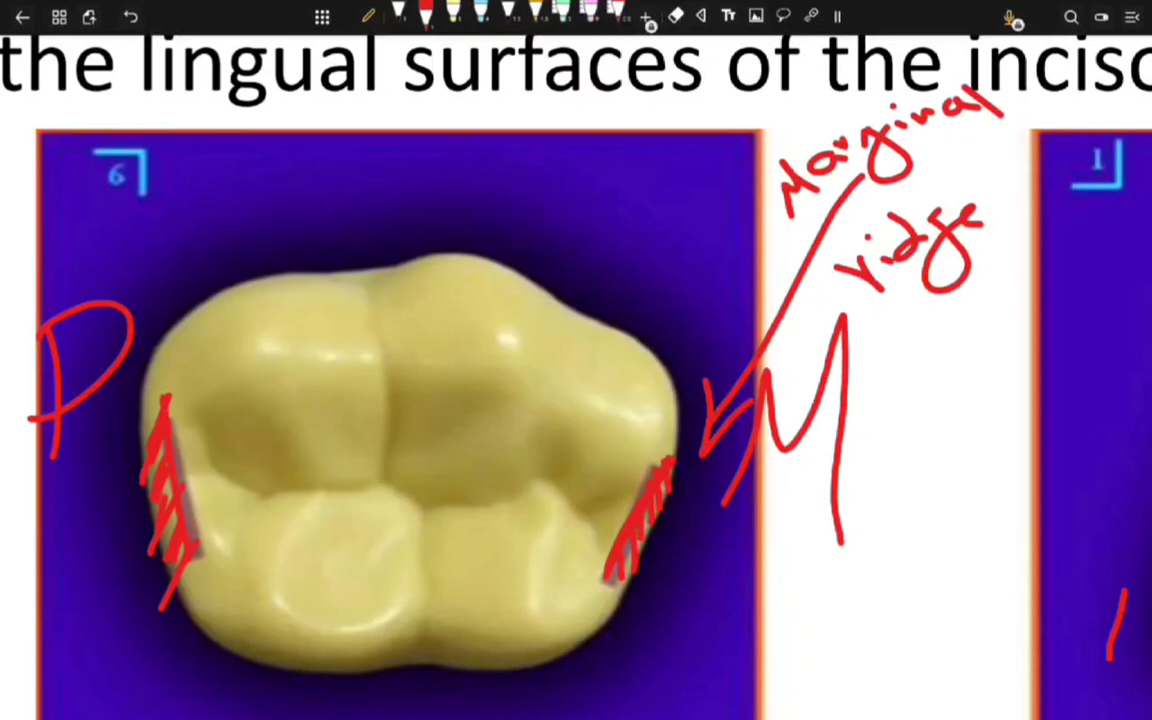 the lingual surfaces of the inciso
Marginal
ridge
6
1
D
M